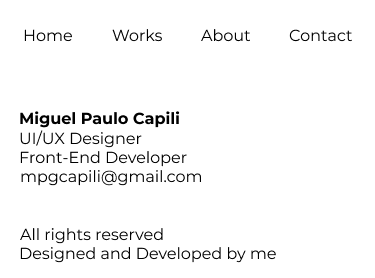 Home Works About Contact
Miguel Paulo Capili
UI/UX Designer
Front-End Developer
mpgcapili@gmail.com
All rights reserved
Designed and Developed by me